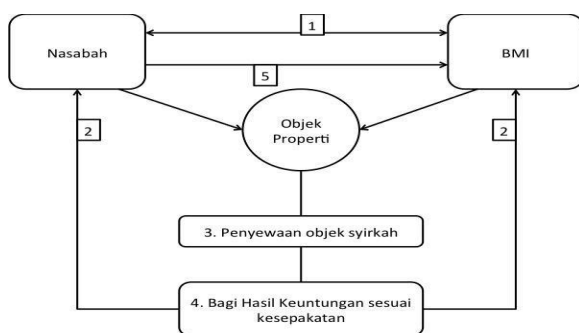 1
Nasabah
BMI
5
Objek
Properti
2
2
3. Penyewaan objek syirkah
4. Bagi Hasil Keuntungan sesuai
kesepakatan